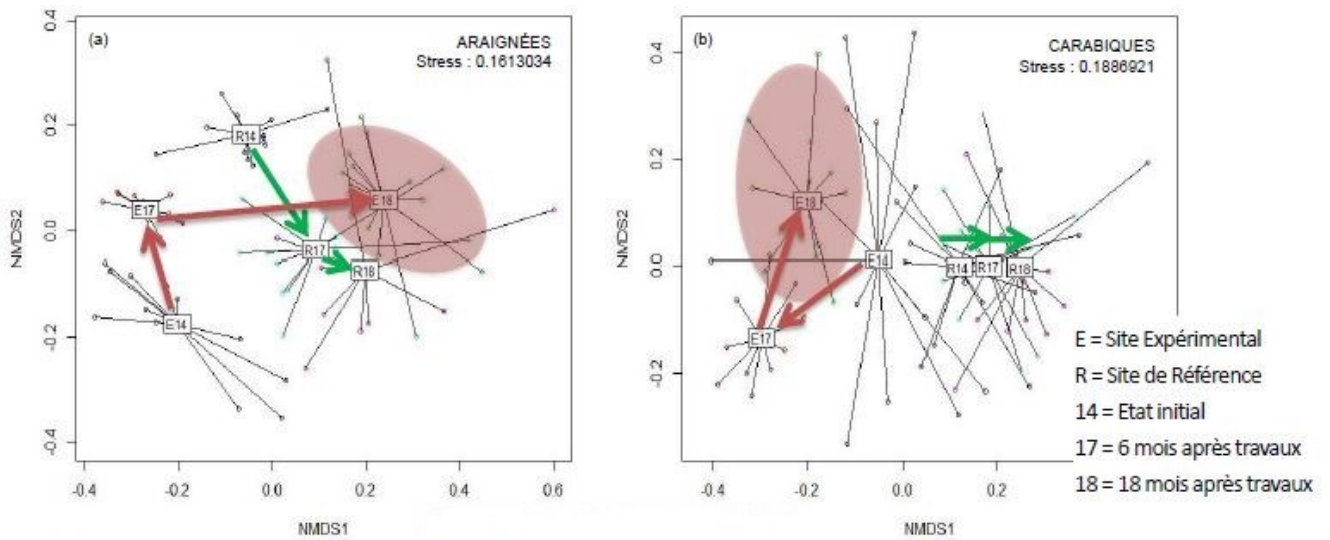 (a)
ARAIGNÉES
Stress : 0.1613034
0.4
0.2
0.0
-0.2
-0.4
NMDS2
R14
E17
E18
R17
R18
E14
-0.4
-0.2
0.0
0.2
0.4
0.6
NMDS1
(b)
CARABIQUES
Stress : 0.1886921
0.4
0.2
0.0
-0.2
NMDS2
E18
E14
R14
R17
R18
E17
-0.4
-0.2
0.0
0.2
NMDS1
E = Site Expérimental
R = Site de Référence
14 = Etat initial
17 = 6 mois après travaux
18 = 18 mois après travaux